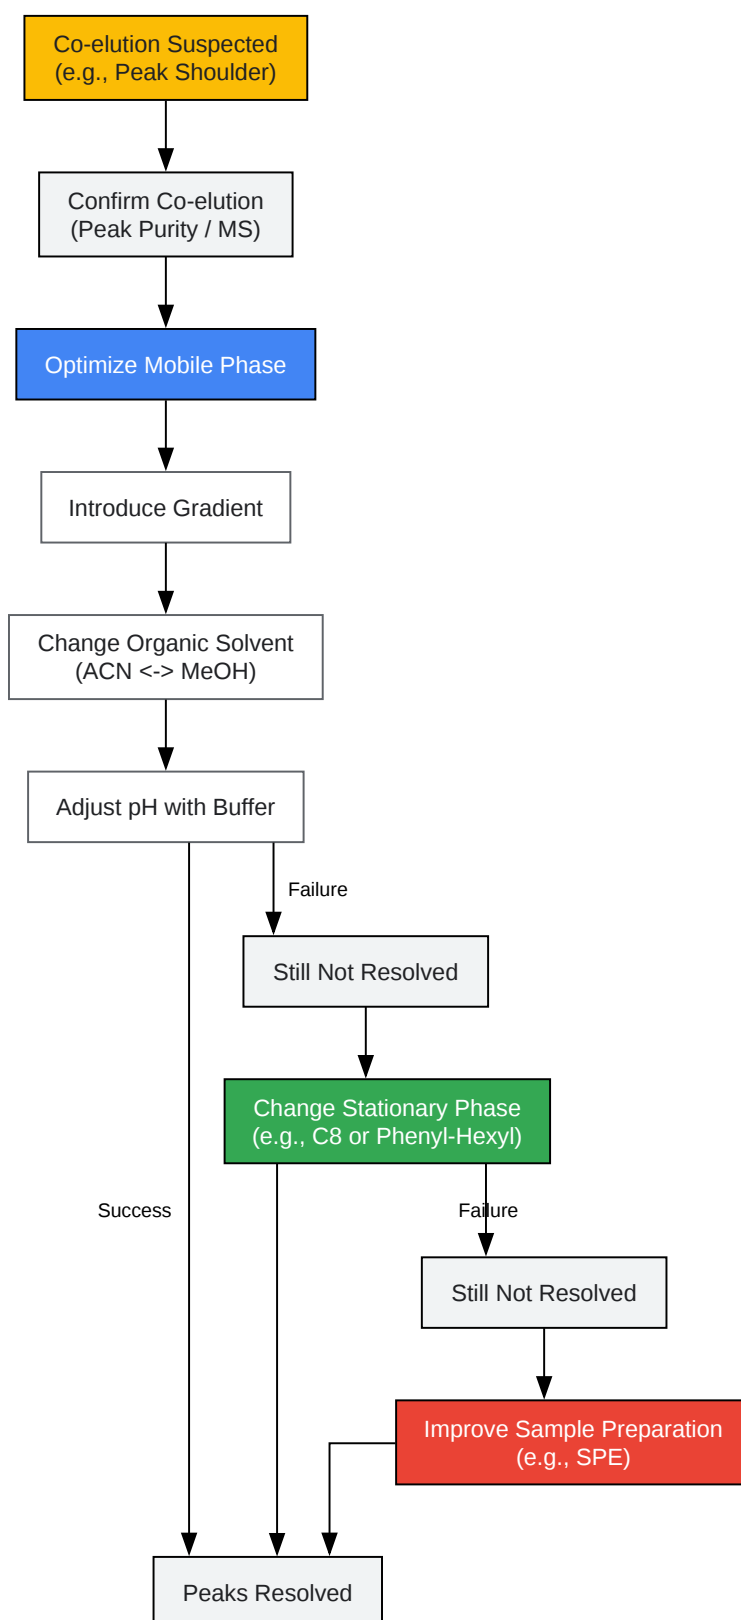 Co-elution Suspected
(e.g., Peak Shoulder)
Confirm Co-elution
(Peak Purity / MS)
Optimize Mobile Phase
Introduce Gradient
Change Organic Solvent
(ACN <-> MeOH)
Adjust pH with Buffer
Failure
Still Not Resolved
Change Stationary Phase
(e.g., C8 or Phenyl-Hexyl)
Success
Failure
Still Not Resolved
Improve Sample Preparation
(e.g., SPE)
Peaks Resolved